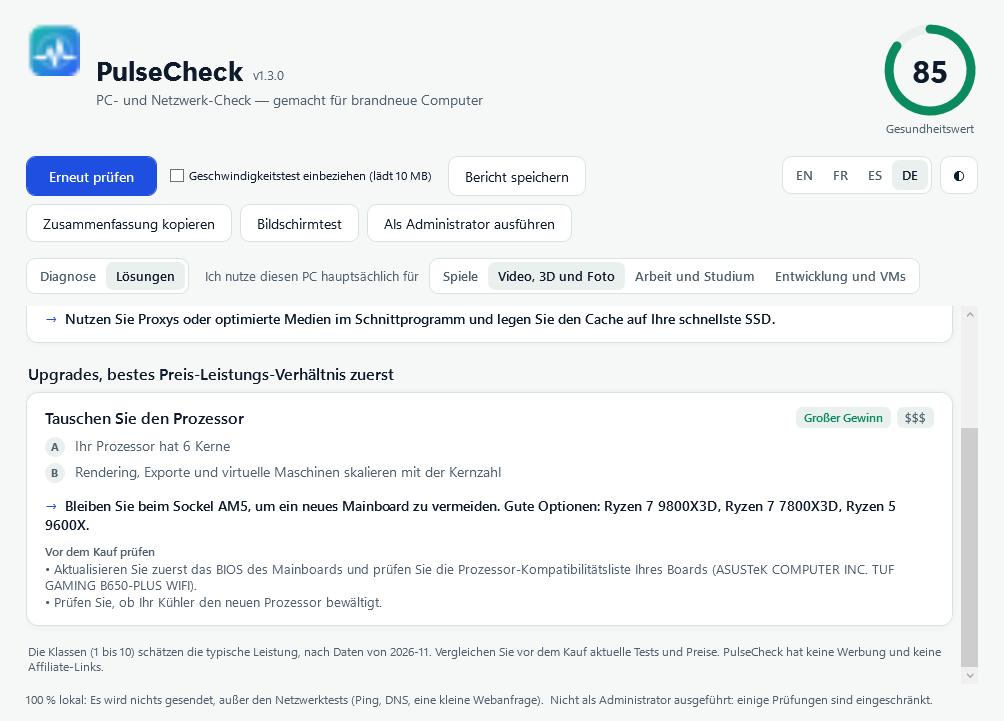 PulseCheck v1.3.0
PC- und Netzwerk-Check — gemacht für brandneue Computer
85
Gesundheitswert
Erneut prüfen
Geschwindigkeitstest einbeziehen (lädt 10 MB)
Bericht speichern
EN FR ES DE
Zusammenfassung kopieren
Bildschirmtest
Als Administrator ausführen
Diagnose Lösungen Ich nutze diesen PC hauptsächlich für Spiele Video, 3D und Foto Arbeit und Studium Entwicklung und VMs
→ Nutzen Sie Proxys oder optimierte Medien im Schnittprogramm und legen Sie den Cache auf Ihre schnellste SSD.
Upgrades, bestes Preis-Leistungs-Verhältnis zuerst
Tauschen Sie den Prozessor
Großer Gewinn $$$
A Ihr Prozessor hat 6 Kerne
B Rendering, Exporte und virtuelle Maschinen skalieren mit der Kernzahl
→ Bleiben Sie beim Sockel AM5, um ein neues Mainboard zu vermeiden. Gute Optionen: Ryzen 7 9800X3D, Ryzen 7 7800X3D, Ryzen 5
9600X.
Vor dem Kauf prüfen
• Aktualisieren Sie zuerst das BIOS des Mainboards und prüfen Sie die Prozessor-Kompatibilitätsliste Ihres Boards (ASUSTeK COMPUTER INC. TUF
GAMING B650-PLUS WIFI).
• Prüfen Sie, ob Ihr Kühler den neuen Prozessor bewältigt.
Die Klassen (1 bis 10) schätzen die typische Leistung, nach Daten von 2026-11. Vergleichen Sie vor dem Kauf aktuelle Tests und Preise. PulseCheck hat keine Werbung und keine
Affiliate-Links.
100 % lokal: Es wird nichts gesendet, außer den Netzwerktests (Ping, DNS, eine kleine Webanfrage). Nicht als Administrator ausgeführt: einige Prüfungen sind eingeschränkt.